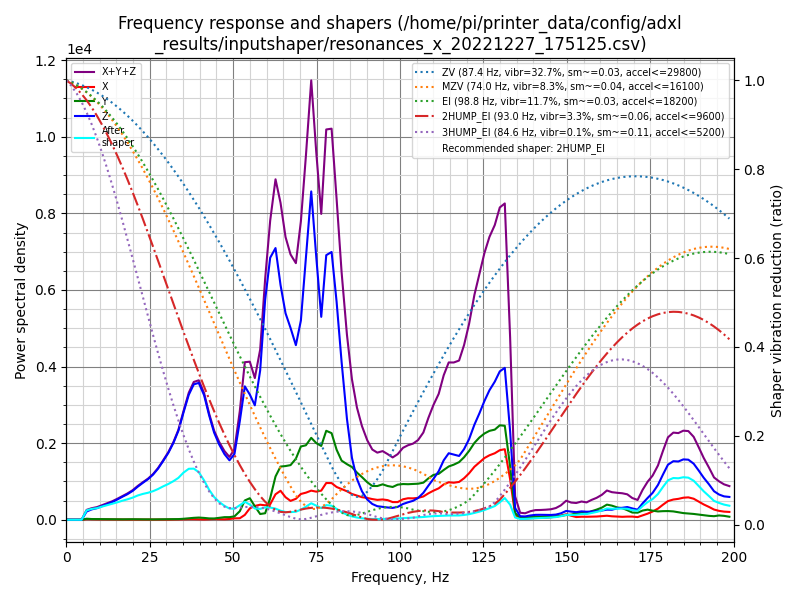 Frequency response and shapers (/home/pi/printer_data/config/adxl
_results/inputshaper/resonances_x_20221227_175125.csv)
1e4
X+Y+Z
X
Y
Z
After
shaper
ZV (87.4 Hz, vibr=32.7%, sm~=0.03, accel<=29800)
MZV (74.0 Hz, vibr=8.3%, sm~=0.04, accel<=16100)
EI (98.8 Hz, vibr=11.7%, sm~=0.03, accel<=18200)
2HUMP_EI (93.0 Hz, vibr=3.3%, sm~=0.06, accel<=9600)
3HUMP_EI (84.6 Hz, vibr=0.1%, sm~=0.11, accel<=5200)
Recommended shaper: 2HUMP_EI
Power spectral density
1.2
1.0
0.8
0.6
0.4
0.2
0.0
1.0
0.8
0.6
0.4
0.2
0.0
Shaper vibration reduction (ratio)
0 25 50 75 100 125 150 175 200
Frequency, Hz